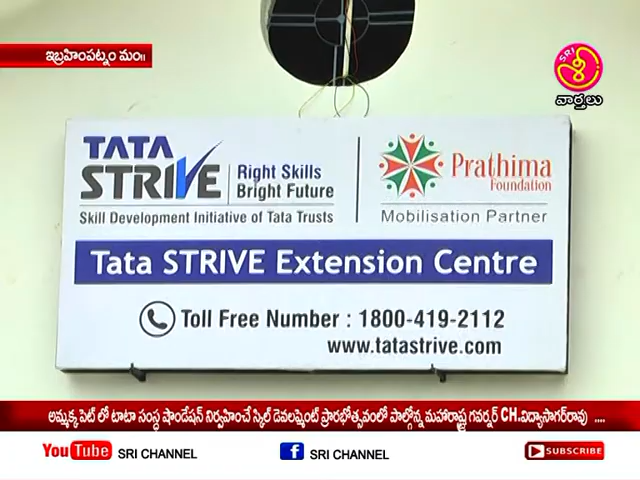 ఇబ్రహీంపట్నం మం॥
SRI
శ్రీ
వార్తలు
TATA
STRIVE
Right Skills
Bright Future
Skill Development Initiative of Tata Trusts
Prathima
Foundation
Mobilisation Partner
Tata STRIVE Extension Centre
Toll Free Number : 1800-419-2112
www.tatastrive.com
అమ్మక్క పెట్ లో టాటా సంస్థ ఫౌండేషన్ నిర్వహించే స్కిల్ డెవలప్మెంట్ ప్రారభోత్సవంలో పాల్గోన్న మహారాష్ట్ర గవర్నర్ CH.విద్యాసాగర్‌రావు ....
YouTube SRI CHANNEL
f SRI CHANNEL
SUBSCRIBE